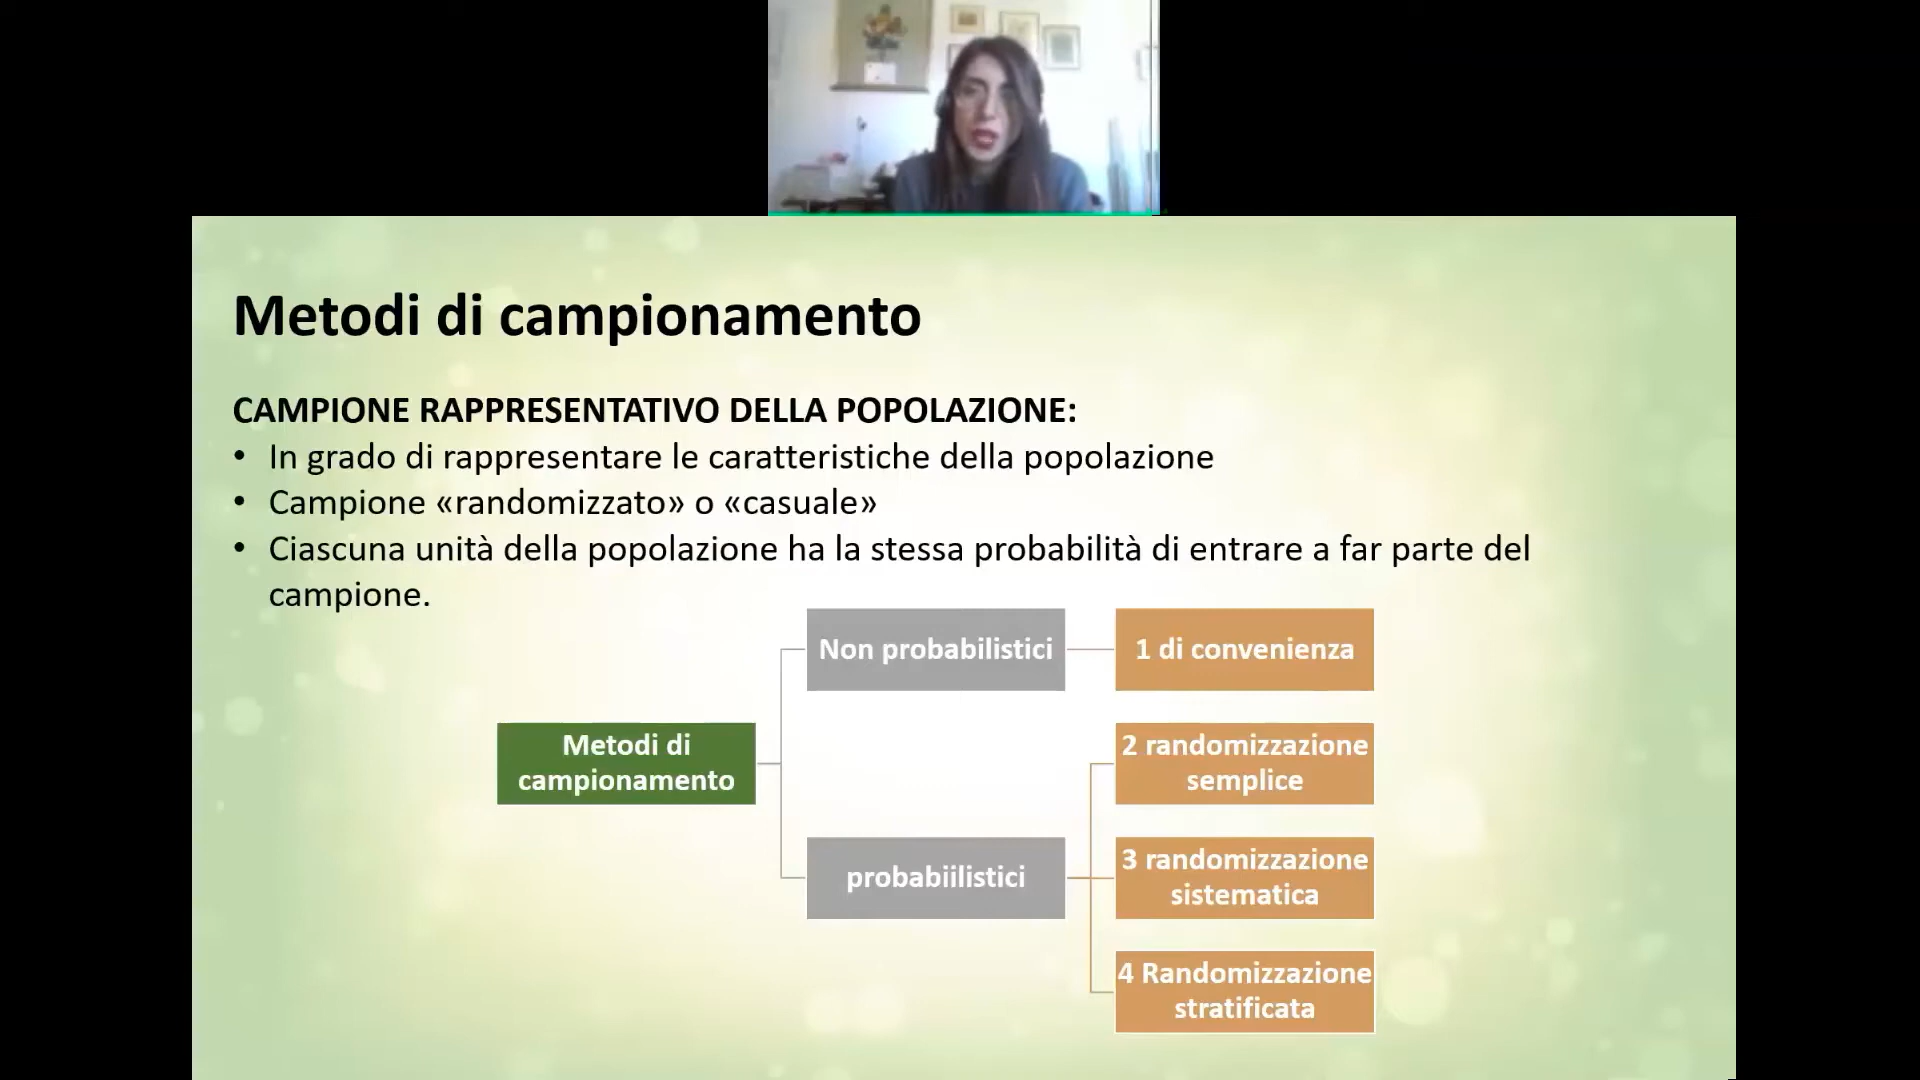 Metodi di campionamento
CAMPIONE RAPPRESENTATIVO DELLA POPOLAZIONE:
• In grado di rappresentare le caratteristiche della popolazione
• Campione «randomizzato» o «casuale»
• Ciascuna unità della popolazione ha la stessa probabilità di entrare a far parte del
campione.
Metodi di
campionamento
Non probabilistici
1 di convenienza
probabiilistici
2 randomizzazione
semplice
3 randomizzazione
sistematica
4 Randomizzazione
stratificata